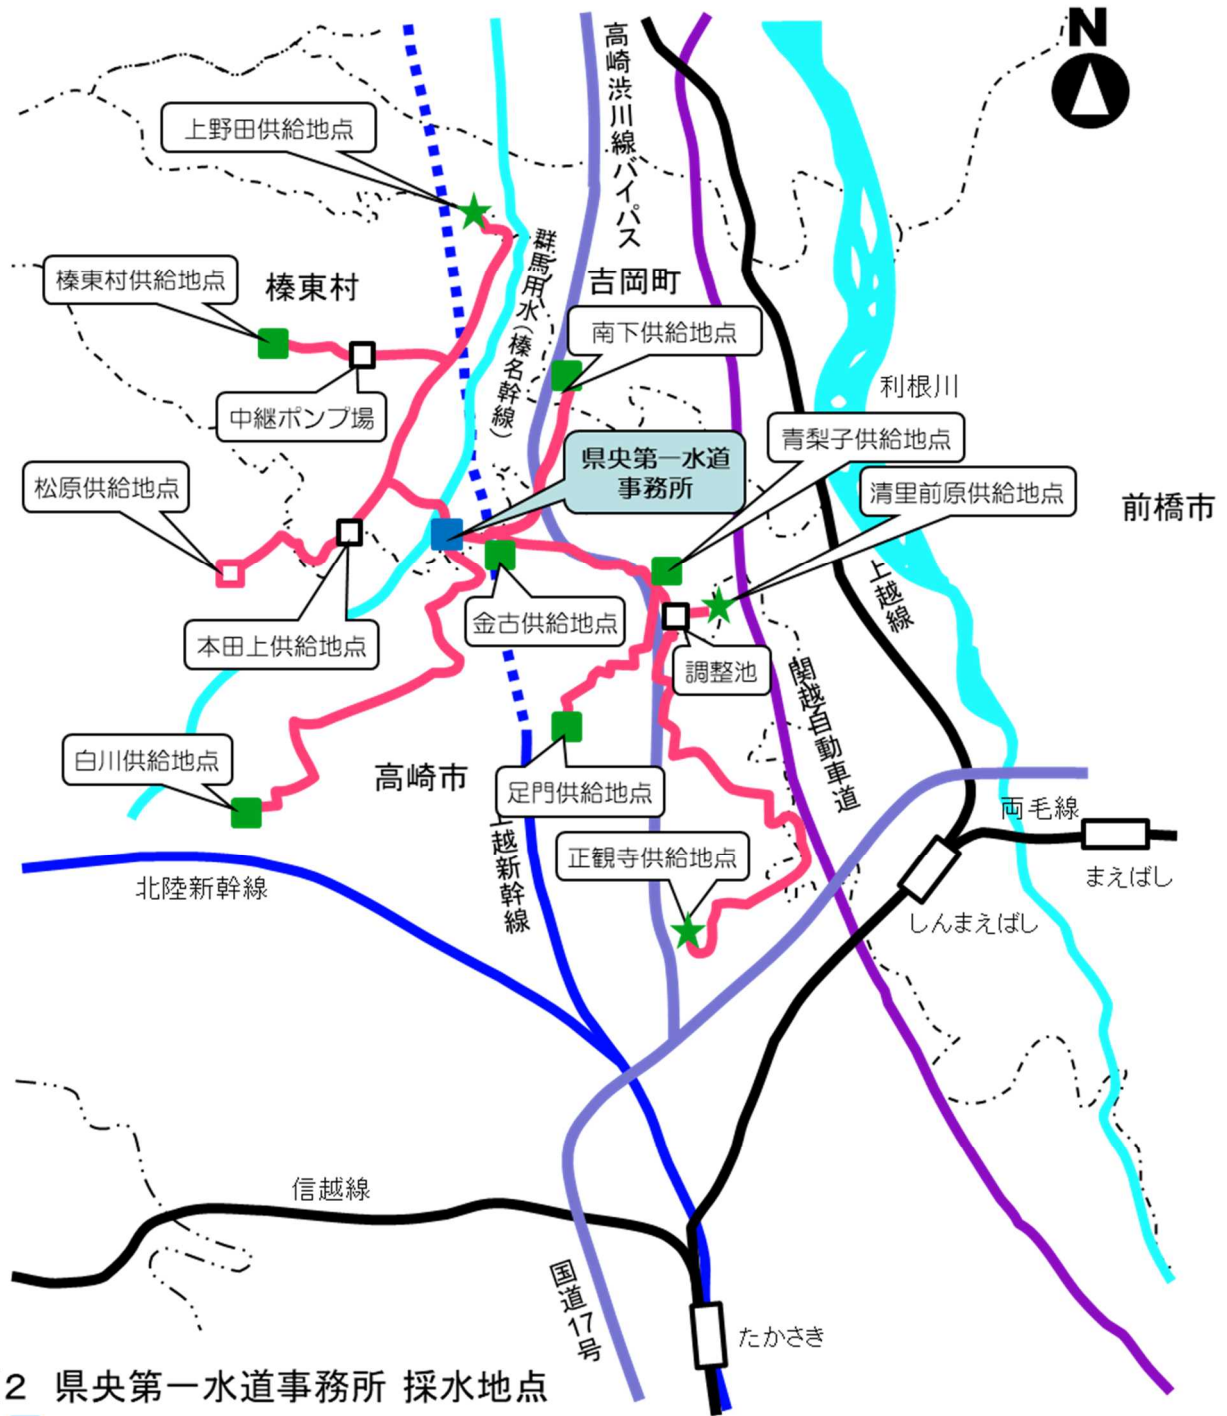 N
高崎渋川線バイパス
上野田供給地点
群馬用水(榛名幹線)
榛東村供給地点
榛東村
吉岡町
南下供給地点
利根川
中継ポンプ場
青梨子供給地点
県央第一水道
事務所
松原供給地点
清里前原供給地点
前橋市
上越線
金古供給地点
本田上供給地点
調整池
関越自動車道
白川供給地点
高崎市
足門供給地点
両毛線
上越新幹線
正観寺供給地点
まえばし
北陸新幹線
しんまえばし
信越線
国道17号
たかさき
2 県央第一水道事務所 採水地点